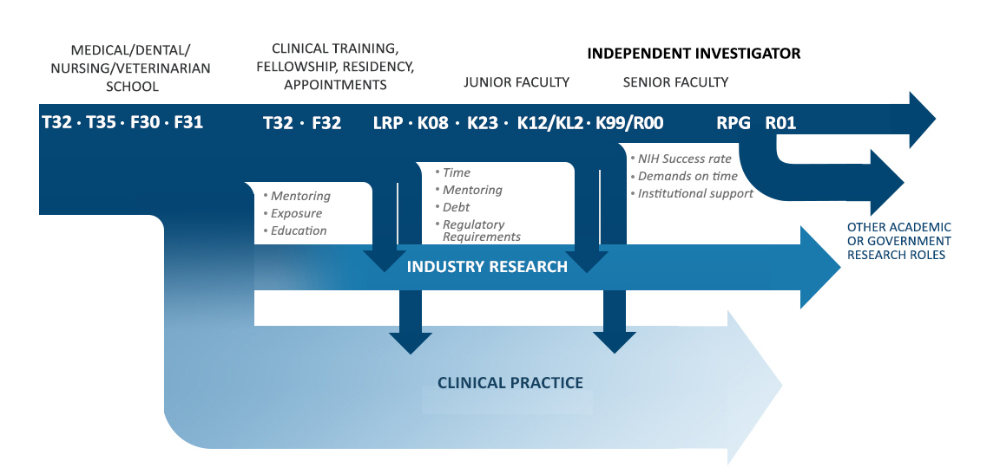 MEDICAL/DENTAL/
NURSING/VETERINARIAN
SCHOOL
CLINICAL TRAINING,
FELLOWSHIP, RESIDENCY,
APPOINTMENTS
JUNIOR FACULTY
INDEPENDENT INVESTIGATOR
SENIOR FACULTY
T32 · T35 · F30 · F31
T32 · F32
LRP · K08 · K23 · K12/KL2 · K99/R00
RPG R01
• Mentoring
• Exposure
• Education
• Time
• Mentoring
• Debt
• Regulatory
Requirements
• NIH Success rate
• Demands on time
• Institutional support
OTHER ACADEMIC
OR GOVERNMENT
RESEARCH ROLES
INDUSTRY RESEARCH
CLINICAL PRACTICE